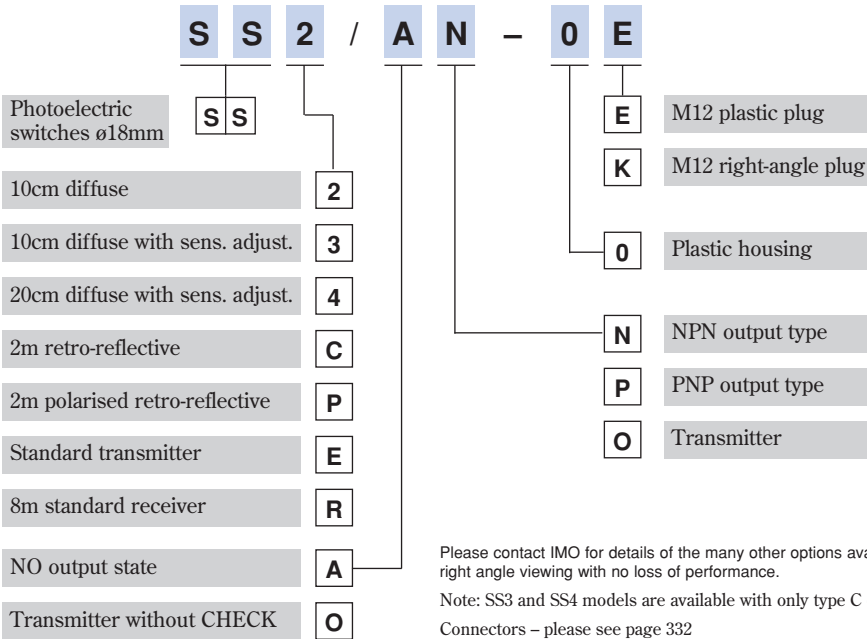 S S 2 / A N – 0 E
Photoelectric
switches ø18mm
S S
10cm diffuse
2
10cm diffuse with sens. adjust.
3
20cm diffuse with sens. adjust.
4
2m retro-reflective
C
2m polarised retro-reflective
P
Standard transmitter
E
8m standard receiver
R
NO output state
A
Transmitter without CHECK
O
E
M12 plastic plug
K
M12 right-angle plug
0
Plastic housing
N
NPN output type
P
PNP output type
O
Transmitter
Please contact IMO for details of the many other options
right angle viewing with no loss of performance.
Note: SS3 and SS4 models are available with only type C
Connectors – please see page 332